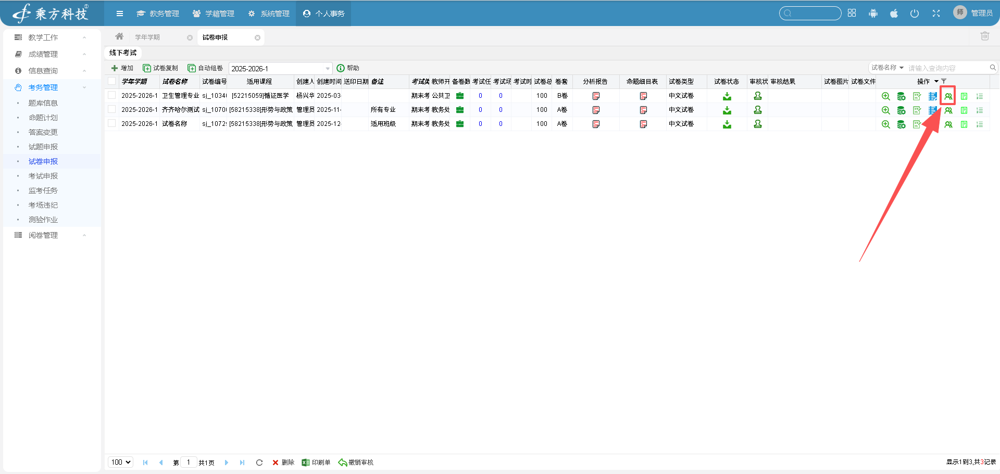 乘方科技
教务管理 学籍管理 系统管理 个人事务
师 管理员
教学工作
成绩管理
信息查询
考务管理
题库信息
命题计划
答案变更
试题申报
试卷申报
考试申报
监考任务
考场违纪
测验作业
阅卷管理
学年学期 试卷申报
线下考试
增加 试卷复制 自动组卷 2025-2026-1 帮助 试卷名称 请输入查询内容
学年学期 试卷名称 试卷编号 适用课程 创建人 创建时间 送印日期 备注 考试类 教师开 备卷数 考试任 考试场 考试时 试卷总 卷套 分析报告 命题细目表 试卷类型 试卷状态 审核状 审核结果 试卷图片 试卷文件 操作
2025-2026-1 卫生管理专业 sj_1034 [52215059]循证医学 杨兴华 2025-03- 期末考 公共卫 0 0 100 B卷 中文试卷
2025-2026-1 齐齐哈尔测试 sj_1070 [58215338]形势与政策 管理员 2025-11- 所有专业 期末考 教务处 0 0 100 A卷 中文试卷
2025-2026-1 试卷名称 sj_1072 [58215338]形势与政策 管理员 2025-12- 适用班级 期末考 教务处 0 0 100 A卷 中文试卷
100 第 1 共1页 删除 印刷单 撤销审核 显示1到3,共3记录